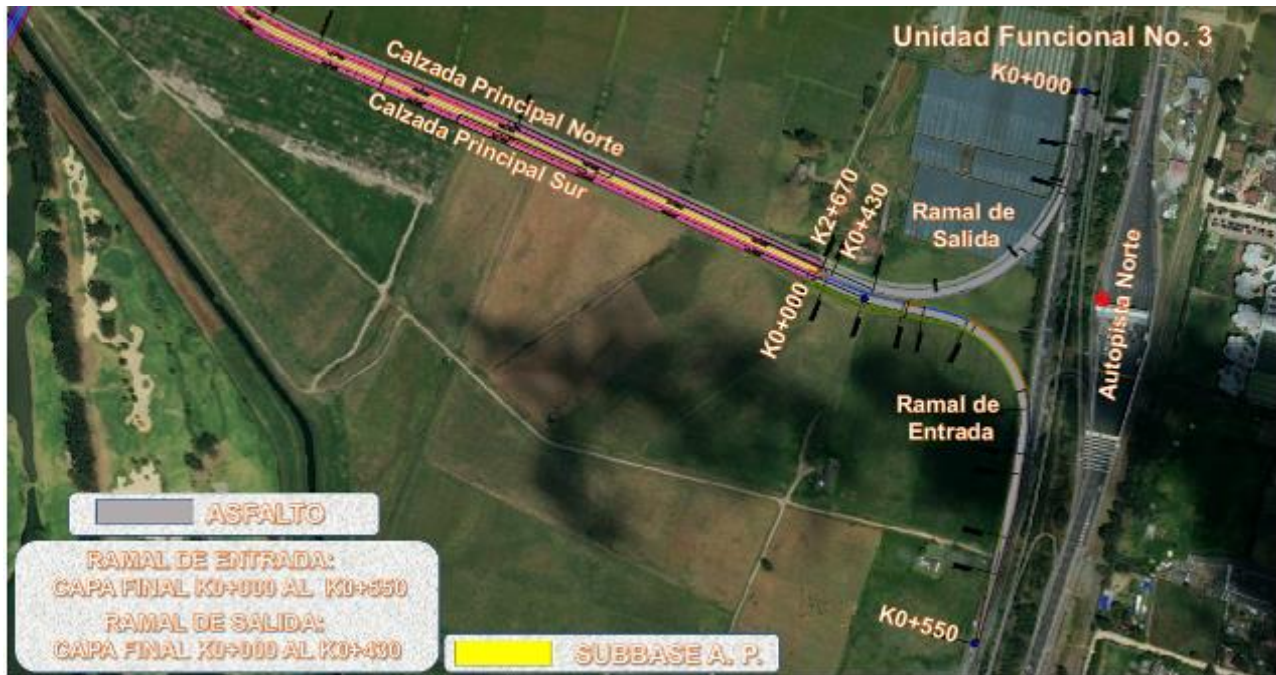 Unidad Funcional No. 3
K0+000
Calzada Principal Norte
Calzada Principal Sur
K2+670
K0+430
Ramal de
Salida
K0+000
Autopista Norte
Ramal de
Entrada
ASFALTO
RAMAL DE ENTRADA:
CAPA FINAL K0+000 AL K0+550
RAMAL DE SALIDA:
CAPA FINAL K0+000 AL K0+430
SUBBASE A. P.
K0+550